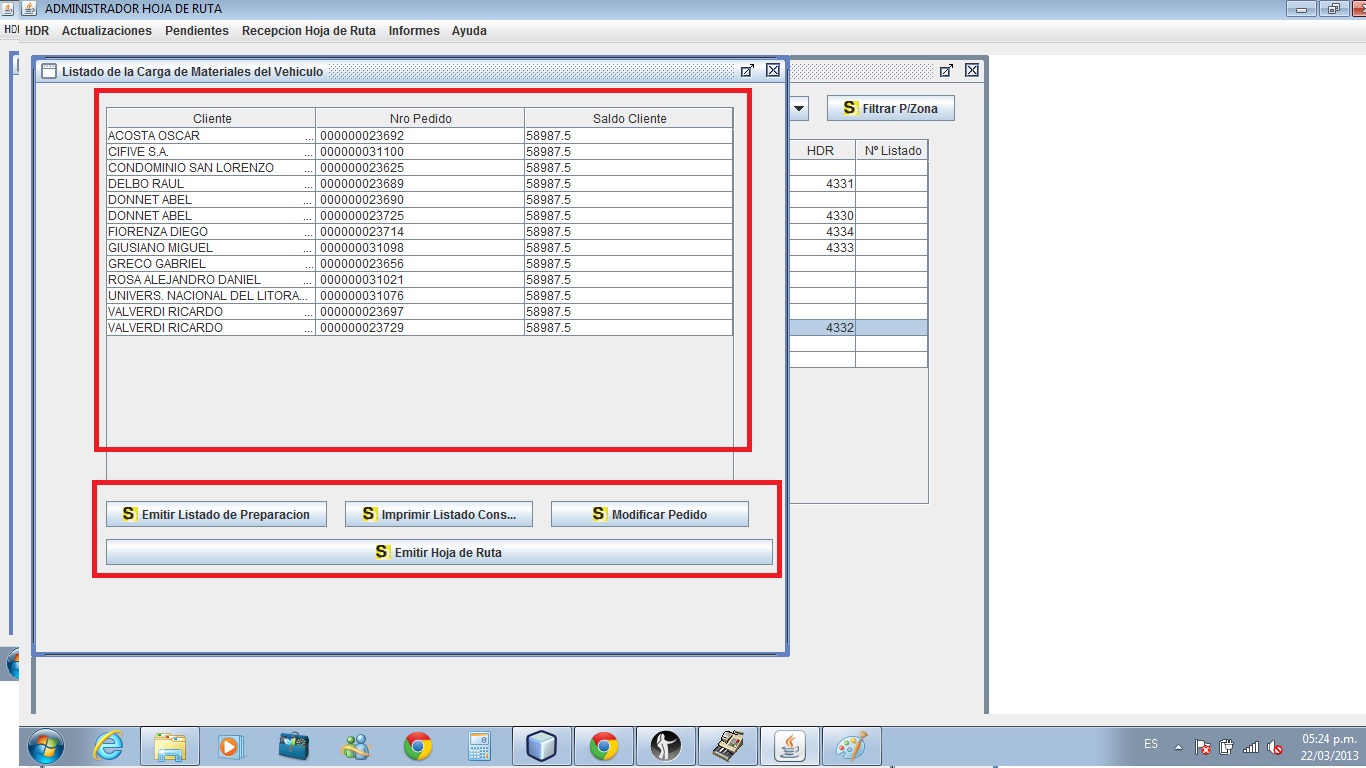 ADMINISTRADOR HOJA DE RUTA
HDR Actualizaciones Pendientes Recepcion Hoja de Ruta Informes Ayuda
Listado de la Carga de Materiales del Vehiculo
S Filtrar P/Zona
Cliente Nro Pedido Saldo Cliente
ACOSTA OSCAR ... 000000023692 58987.5
CIFIVE S.A. ... 000000031100 58987.5
CONDOMINIO SAN LORENZO ... 000000023625 58987.5
DELBO RAUL ... 000000023689 58987.5
DONNET ABEL ... 000000023690 58987.5
DONNET ABEL ... 000000023725 58987.5
FIORENZA DIEGO ... 000000023714 58987.5
GIUSIANO MIGUEL ... 000000031098 58987.5
GRECO GABRIEL ... 000000023656 58987.5
ROSA ALEJANDRO DANIEL ... 000000031021 58987.5
UNIVERS. NACIONAL DEL LITORA... 000000031076 58987.5
VALVERDI RICARDO ... 000000023697 58987.5
VALVERDI RICARDO ... 000000023729 58987.5
HDR Nº Listado
4331
4330
4334
4333
4332
S Emitir Listado de Preparacion
S Imprimir Listado Cons...
S Modificar Pedido
S Emitir Hoja de Ruta
ES
05:24 p.m.
22/03/2013